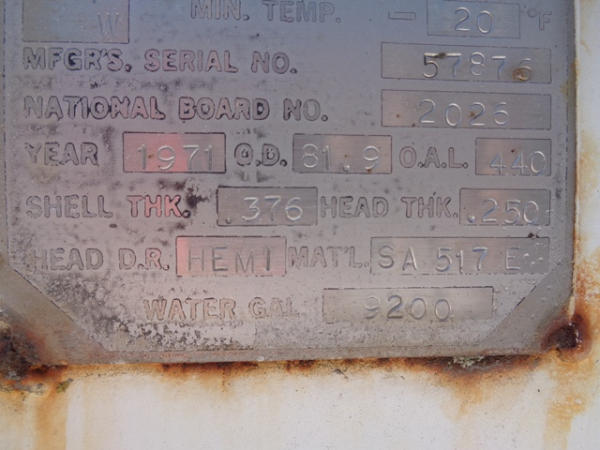 W MIN. TEMP. - 20 °F
MFGR'S. SERIAL NO. 57876
NATIONAL BOARD NO. 2026
YEAR 1971 O.D. 81.9 O.A.L. 440
SHELL THK. .376 HEAD THK. .250
HEAD D.R. HEMI MAT'L. SA 517 E
WATER GAL 9200